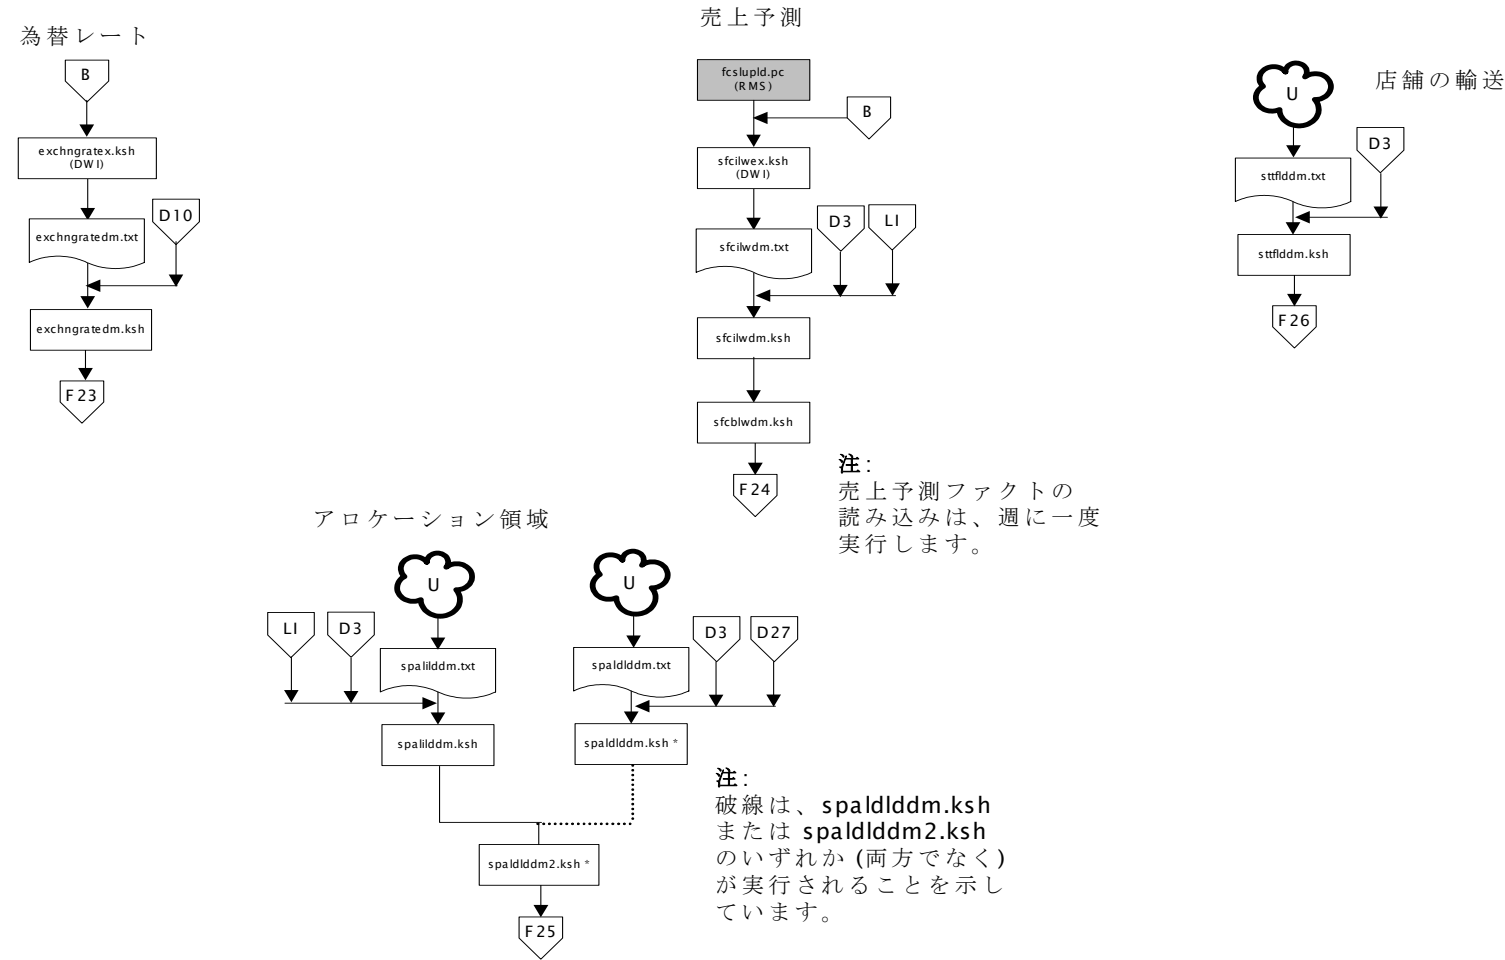 為替レート
B
exchngratex.ksh
(DWI)
D10
exchngratedm.txt
exchngratedm.ksh
F23
売上予測
fcslupld.pc
(RMS)
B
sfcilwex.ksh
(DWI)
D3
LI
sfcilwdm.txt
sfcilwdm.ksh
sfcblwdm.ksh
F24
注:
売上予測ファクトの
読み込みは、週に一度
実行します。
店舗の輸送
U
D3
sttflddm.txt
sttflddm.ksh
F26
アロケーション領域
U
U
LI
D3
spalilddm.txt
spaldlddm.txt
D3
D27
spalilddm.ksh
spaldlddm.ksh *
spaldlddm2.ksh *
F25
注:
破線は、spaldlddm.ksh
または spaldlddm2.ksh
のいずれか (両方でなく)
が実行されることを示し
ています。